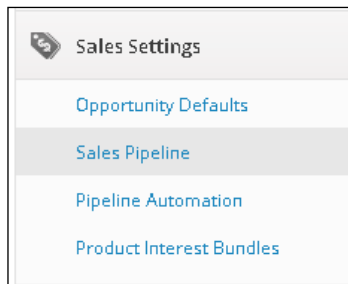 Sales Settings
Opportunity Defaults
Sales Pipeline
Pipeline Automation
Product Interest Bundles